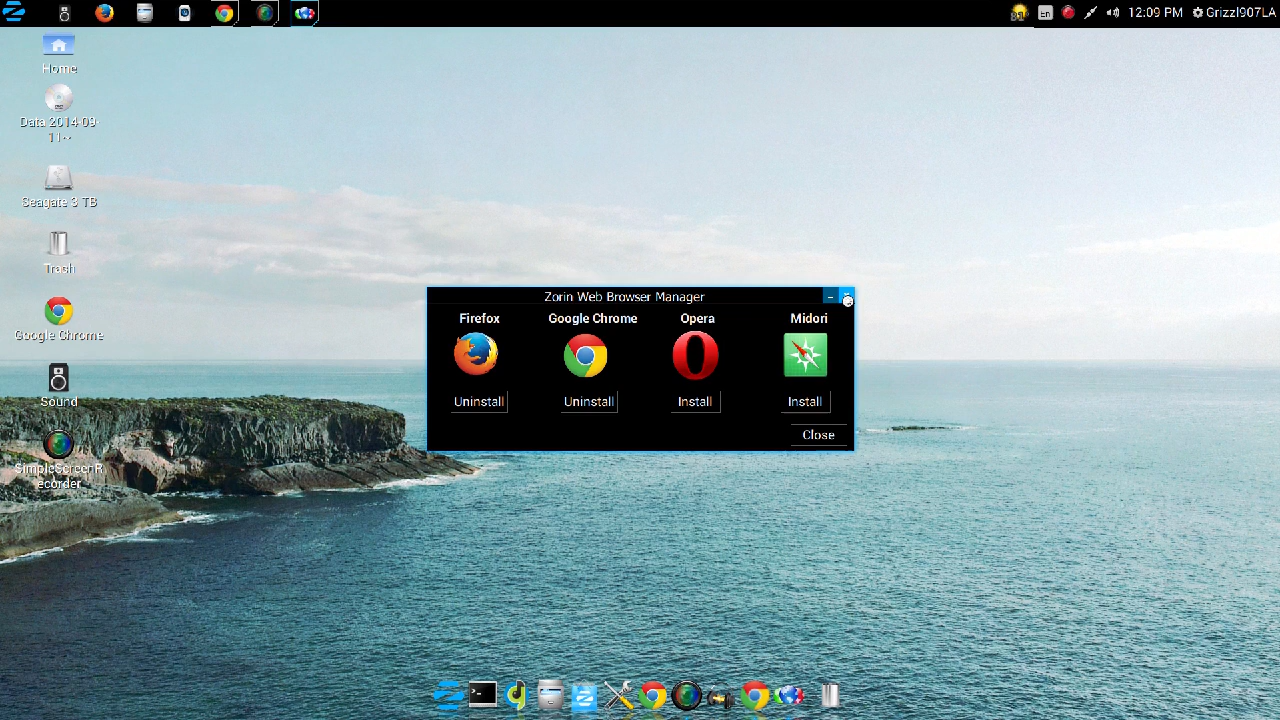 12:09 PM
Grizzl907LA
En
Home
Data 2014-09-
11~
Seagate 3 TB
Trash
Google Chrome
Sound
SimpleScreenR
ecorder
Zorin Web Browser Manager
Firefox
Google Chrome
Opera
Midori
Uninstall
Uninstall
Install
Install
Close